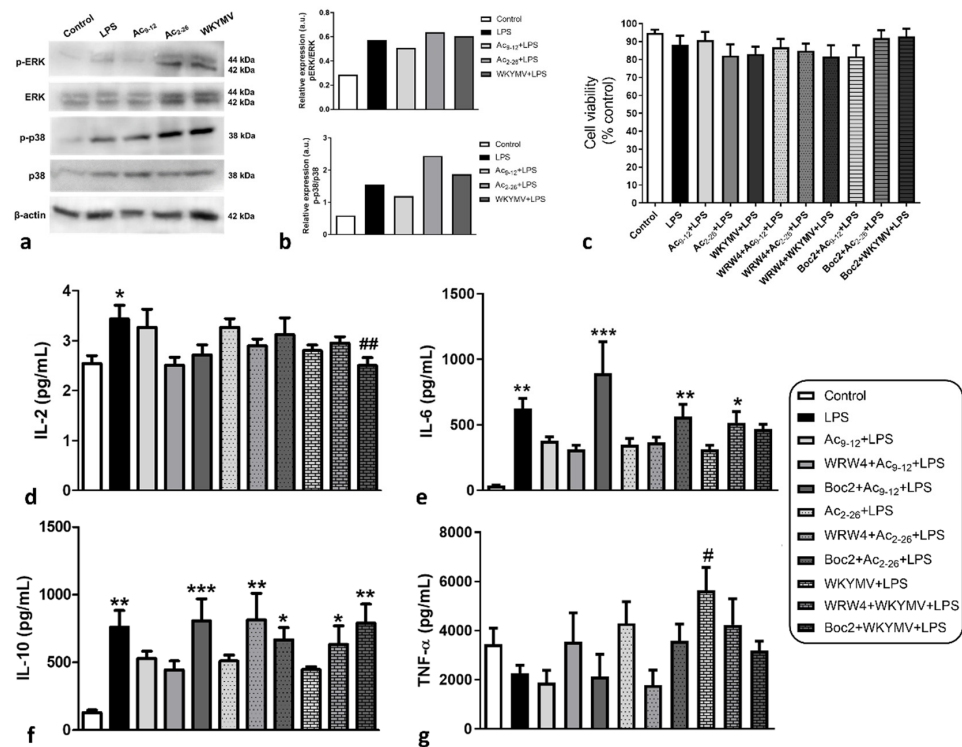 Control LPS Ac9-12 Ac2-26 WKYMV
p-ERK 44 kDa
42 kDa
ERK 44 kDa
42 kDa
p-p38 38 kDa
p38 38 kDa
β-actin 42 kDa
a
Relative expression (a.u.)
pERK/ERK
0.8
0.6
0.4
0.2
0.0
Control
LPS
Ac9-12+LPS
Ac2-26+LPS
WKYMV+LPS
Relative expression (a.u.)
p-p38/p38
3
2
1
0
Control
LPS
Ac9-12+LPS
Ac2-26+LPS
WKYMV+LPS
b
Cell viability
(% control)
100
90
80
70
60
50
40
30
20
10
0
Control
LPS
Ac9-12+LPS
Ac2-26+LPS
WKYMV+LPS
WRW4+Ac9-12+LPS
WRW4+Ac2-26+LPS
WRW4+WKYMV+LPS
Boc2+Ac9-12+LPS
Boc2+Ac2-26+LPS
Boc2+WKYMV+LPS
c
IL-2 (pg/mL)
4
3
2
1
0
* ##
d
IL-6 (pg/mL)
1500
1000
500
0
** *** ** *
e
IL-10 (pg/mL)
1500
1000
500
0
** *** ** * * **
f
TNF-α (pg/mL)
8000
6000
4000
2000
0
#
g
Control
LPS
Ac9-12+LPS
WRW4+Ac9-12+LPS
Boc2+Ac9-12+LPS
Ac2-26+LPS
WRW4+Ac2-26+LPS
Boc2+Ac2-26+LPS
WKYMV+LPS
WRW4+WKYMV+LPS
Boc2+WKYMV+LPS